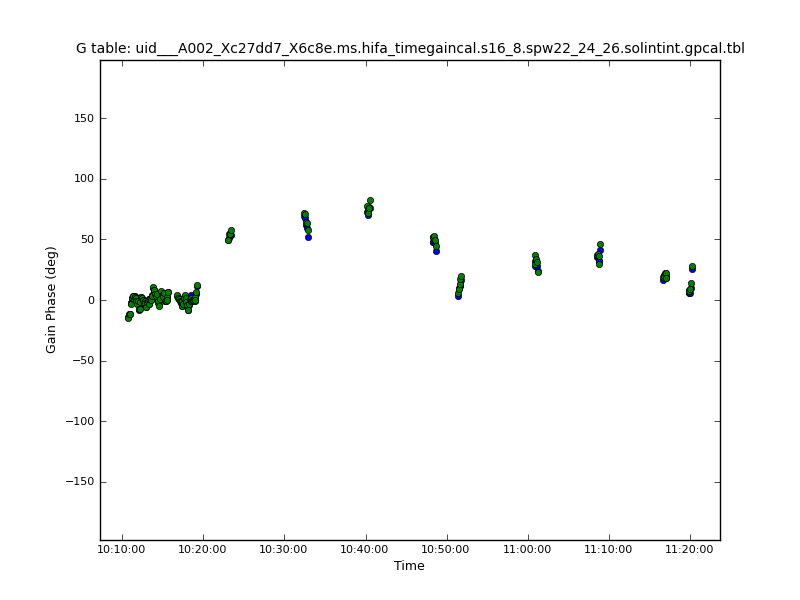 G table: uid___A002_Xc27dd7_X6c8e.ms.hifa_timegaincal.s16_8.spw22_24_26.solintint.gpcal.tbl
150
100
50
0
−50
−100
−150
Gain Phase (deg)
10:10:00 10:20:00 10:30:00 10:40:00 10:50:00 11:00:00 11:10:00 11:20:00
Time